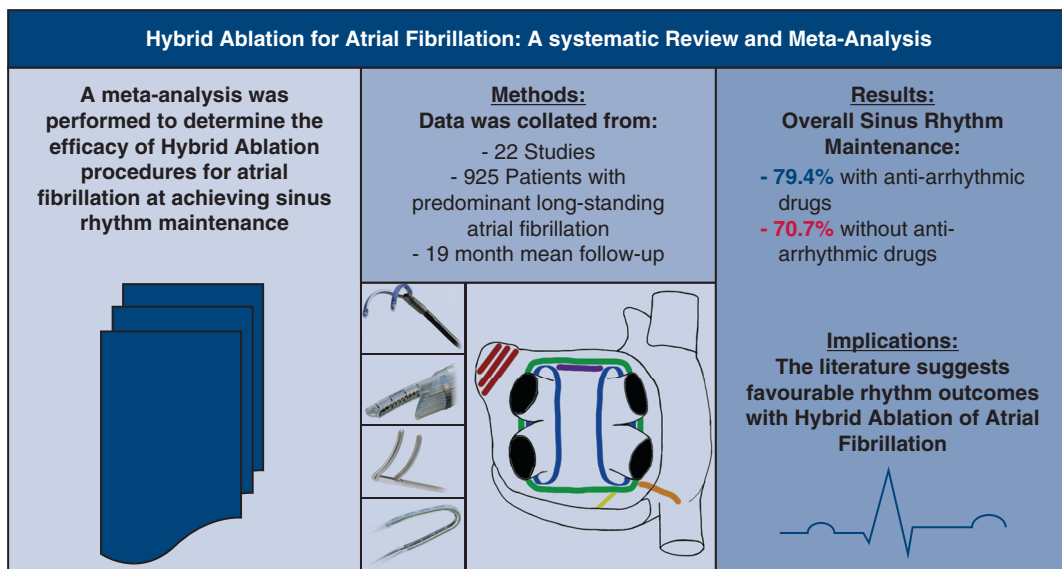 Hybrid Ablation for Atrial Fibrillation: A systematic Review and Meta-Analysis
A meta-analysis was
performed to determine the
efficacy of Hybrid Ablation
procedures for atrial
fibrillation at achieving sinus
rhythm maintenance
Methods:
Data was collated from:
- 22 Studies
- 925 Patients with
predominant long-standing
atrial fibrillation
- 19 month mean follow-up
Results:
Overall Sinus Rhythm
Maintenance:
- 79.4% with anti-arrhythmic
drugs
- 70.7% without anti-
arrhythmic drugs
Implications:
The literature suggests
favourable rhythm outcomes
with Hybrid Ablation of Atrial
Fibrillation